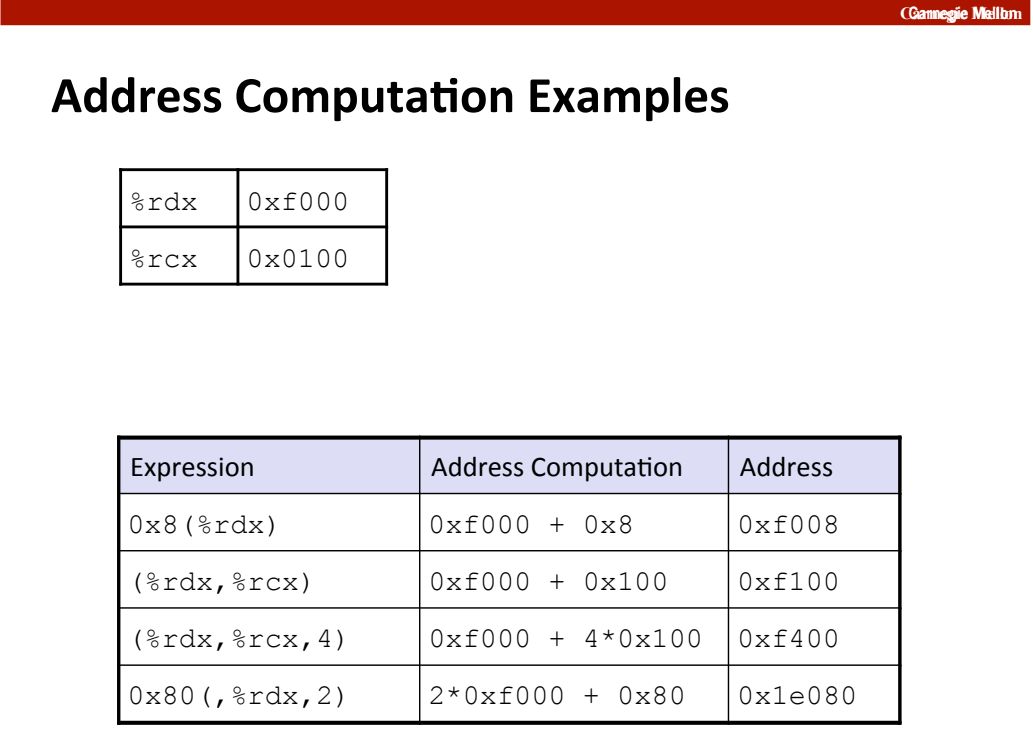 Carnegie Mellon
Address Computation Examples
%rdx 0xf000
%rcx 0x0100
Expression Address Computation Address
0x8(%rdx) 0xf000 + 0x8 0xf008
(%rdx,%rcx) 0xf000 + 0x100 0xf100
(%rdx,%rcx,4) 0xf000 + 4*0x100 0xf400
0x80(,%rdx,2) 2*0xf000 + 0x80 0x1e080